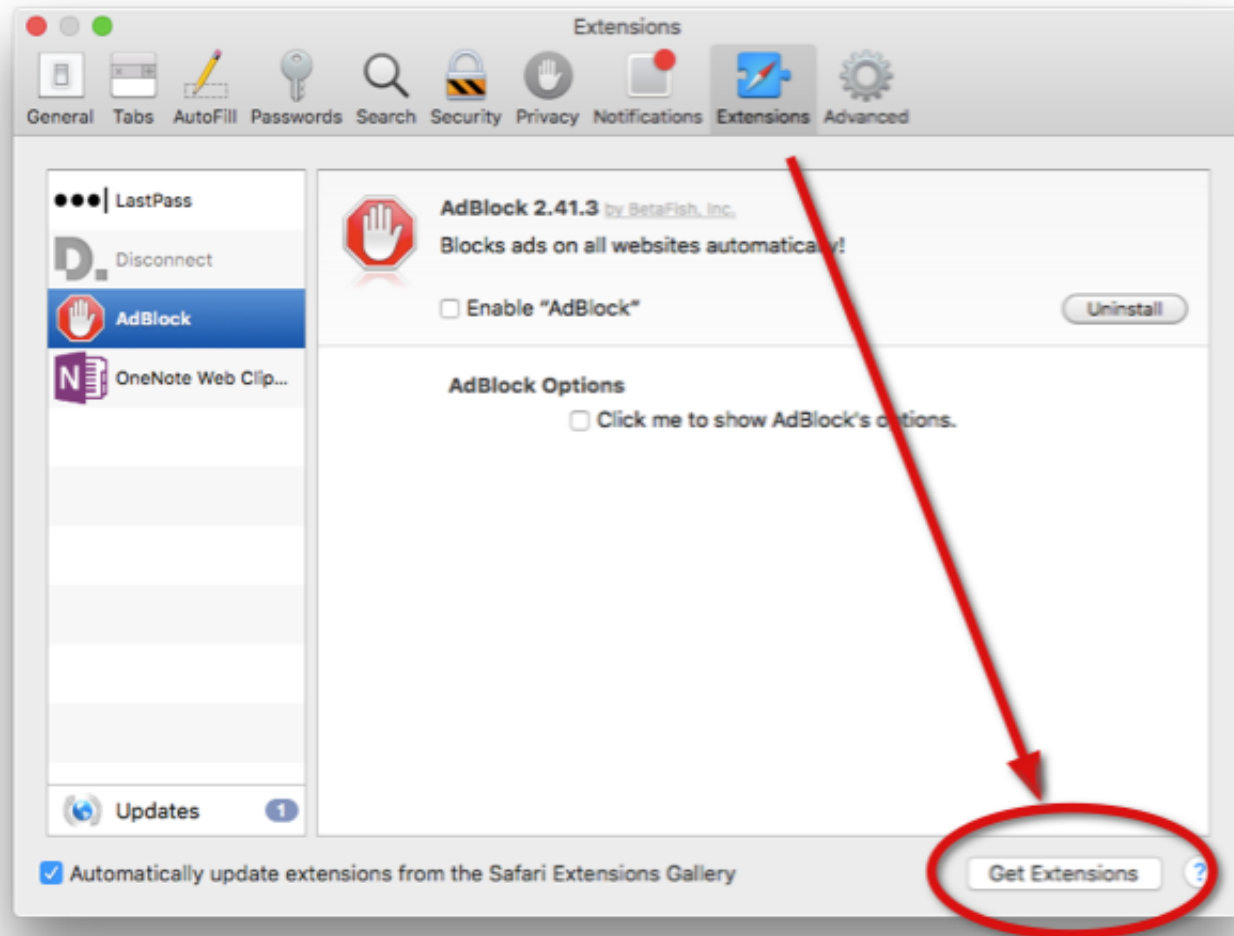 Extensions
General Tabs AutoFill Passwords Search Security Privacy Notifications Extensions Advanced
LastPass
Disconnect
AdBlock
OneNote Web Clip...
Updates 1
AdBlock 2.41.3 by BetaFish, Inc.
Blocks ads on all websites automatically!
Enable “AdBlock”
Uninstall
AdBlock Options
Click me to show AdBlock's options.
Automatically update extensions from the Safari Extensions Gallery
Get Extensions ?